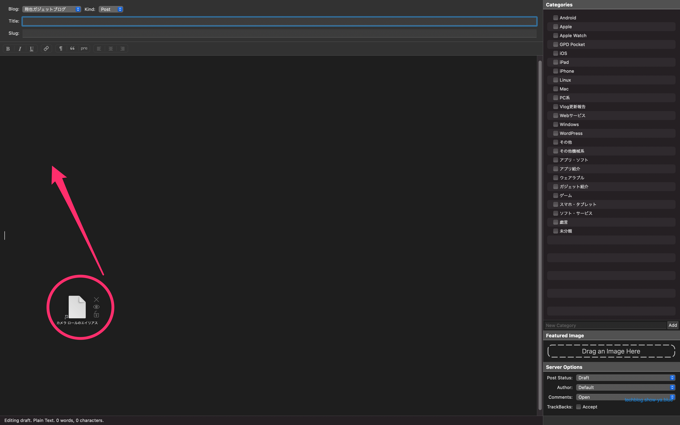 Blog: 弊社ガジェットブログ Kind: Post
Title:
Slug:
B I U ¶ pre
カメラ ロールのエイリアス
Editing draft. Plain Text. 0 words, 0 characters.
Categories
Android
Apple
Apple Watch
GPD Pocket
iOS
iPad
iPhone
Linux
Mac
PC系
Vlog更新報告
Webサービス
Windows
WordPress
その他
その他機械系
アプリ・ソフト
アプリ紹介
ウェアラブル
ガジェット紹介
ゲーム
スマホ・タブレット
ソフト・サービス
雑言
未分類
New Category Add
Featured Image
Drag an Image Here
Server Options
Post Status: Draft
Author: Default
Comments: Open
TrackBacks: Accept